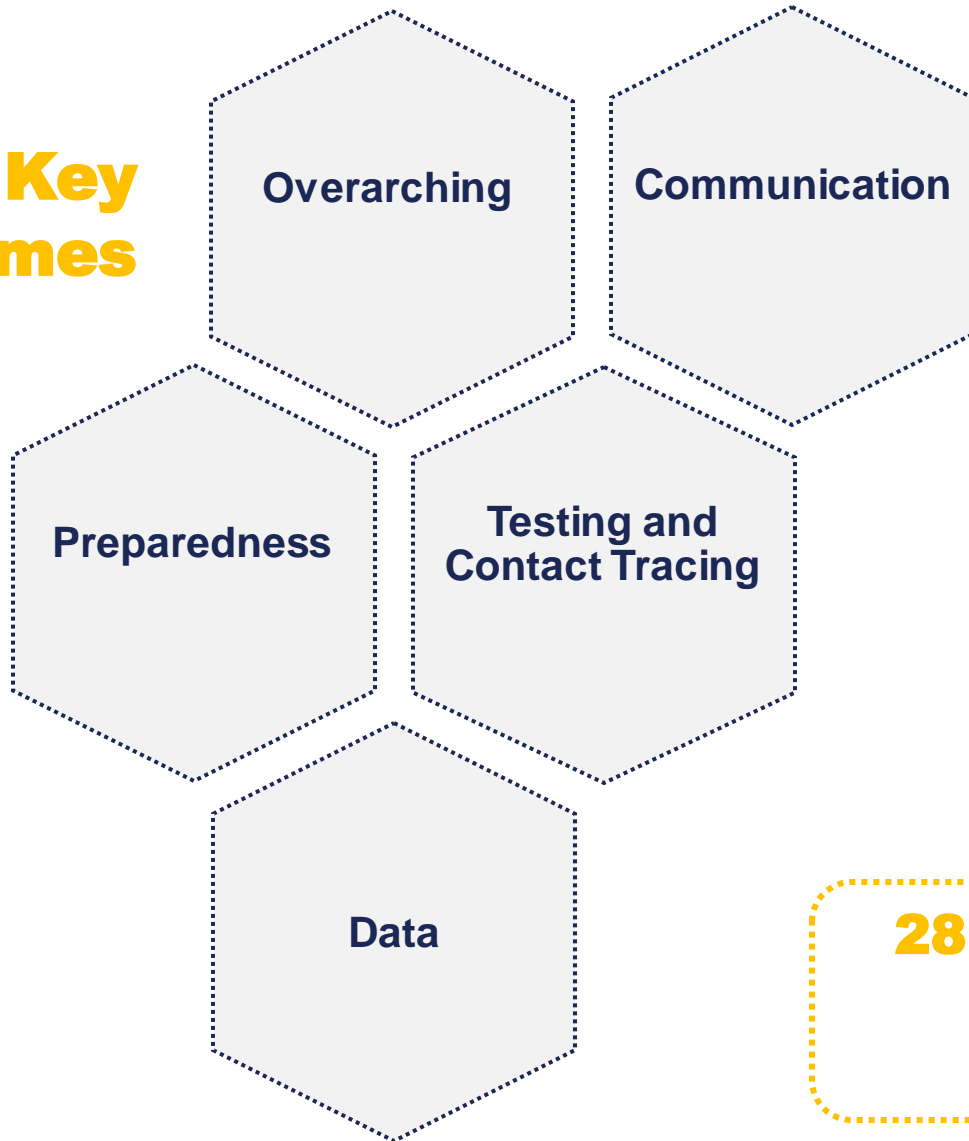 Key
mes
Overarching
Communication
Preparedness
Testing and
Contact Tracing
Data
28